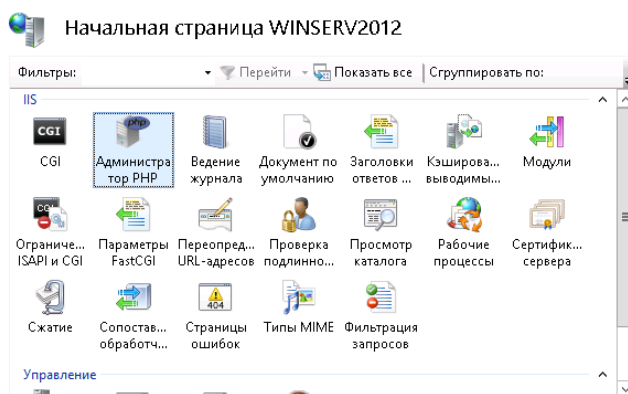 Начальная страница WINSERV2012
Фильтры: Перейти Показать все Сгруппировать по:
IIS
CGI
CGI
php
Администра
тор PHP
Ведение
журнала
Документ по
умолчанию
Заголовки
ответов ...
Кэширова...
выводимы...
Модули
Ограниче...
ISAPI и CGI
Параметры
FastCGI
Переопред...
URL-адресов
Проверка
подлинно...
Просмотр
каталога
Рабочие
процессы
Сертифик...
сервера
Сжатие
Сопостав...
обработч...
404
Страницы
ошибок
Типы MIME
Фильтрация
запросов
Управление